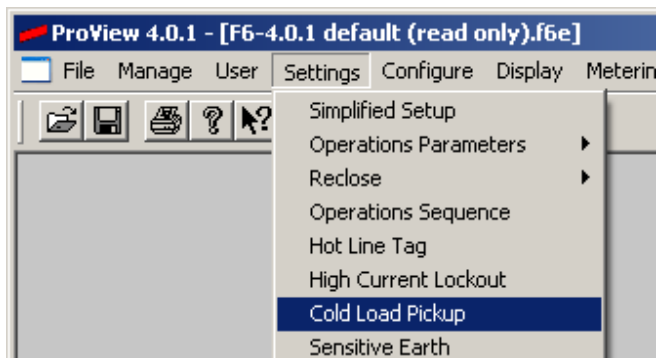 ProView 4.0.1 - [F6-4.0.1 default (read only).f6e]
File Manage User Settings Configure Display Meterin
Simplified Setup
Operations Parameters
Reclose
Operations Sequence
Hot Line Tag
High Current Lockout
Cold Load Pickup
Sensitive Earth